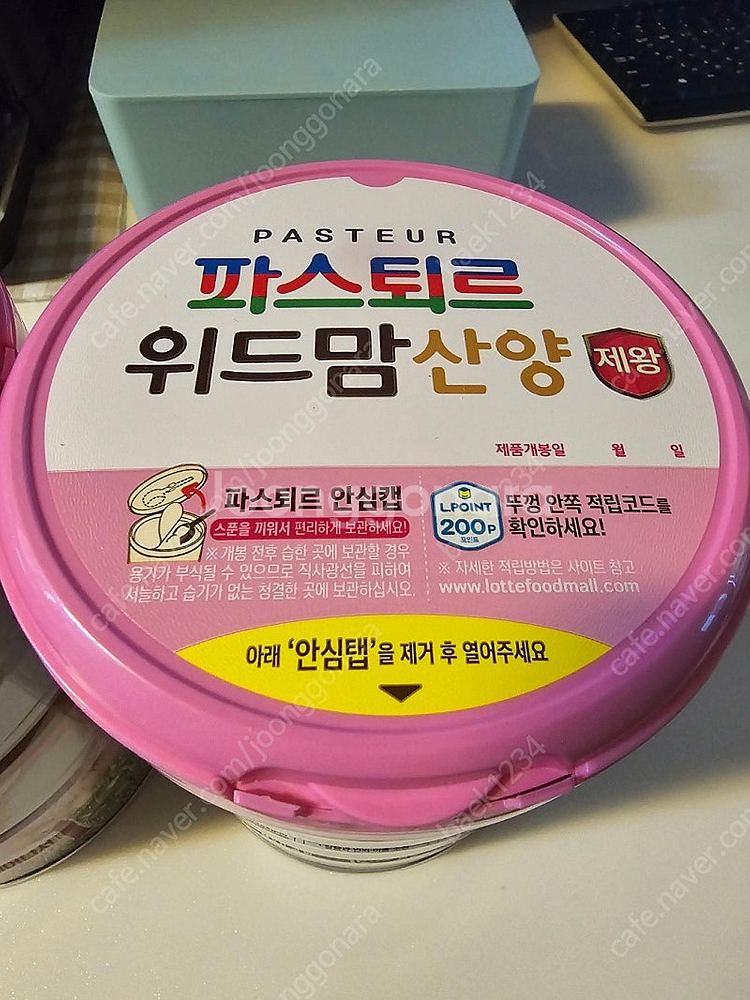 PASTEUR
파스퇴르
위드맘산양 제왕
제품개봉일 월 일
파스퇴르 안심캡
스푼을 끼워서 편리하게 보관하세요!
※ 개봉 전후 습한 곳에 보관할 경우
용기가 부식될 수 있으므로 직사광선을 피하여
서늘하고 습기가 없는 청결한 곳에 보관하십시오.
L.POINT
200P
포인트
뚜껑 안쪽 적립코드를
확인하세요!
※ 자세한 적립방법은 사이트 참고
www.lottefoodmall.com
아래 '안심탭'을 제거 후 열어주세요
joonggonara
cafe.naver.com/joonggonara
baek1234